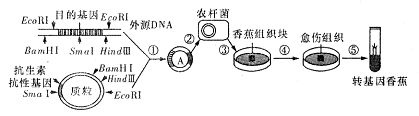 EcoRI 目的基因 EcoRI
外源DNA
BamHI SmaI HindⅢ
抗生素
抗性基因
SmaI
质粒
BamHI
HindⅢ
EcoRI
①
A
②
农杆菌
③
香蕉组织块
④
愈伤组织
⑤
转基因香蕉